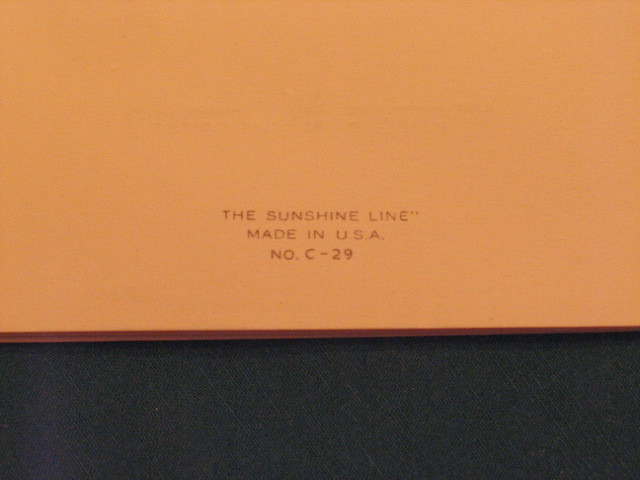 THE SUNSHINE LINE"
MADE IN U.S.A.
NO. C-29